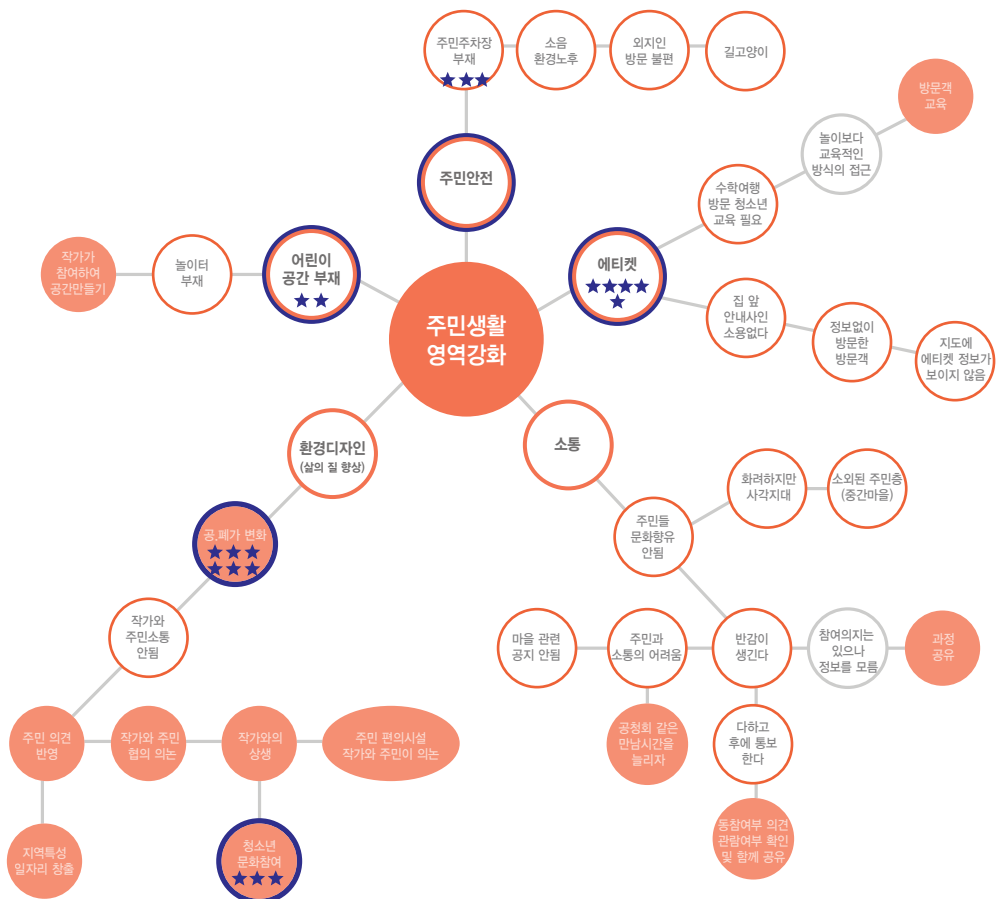 주민주차장
부재
소음
환경노후
외지인
방문 불편
길고양이
방문객
교육
놀이보다
교육적인
방식의 접근
수학여행
방문 청소년
교육 필요
주민안전
에티켓
어린이
공간 부재
놀이터
부재
작가가
참여하여
공간만들기
주민생활
영역강화
집 앞
안내사인
소용없다
정보없이
방문한
방문객
지도에
에티켓 정보가
보이지 않음
환경디자인
(삶의 질 향상)
소통
화려하지만
사각지대
소외된 주민층
(중간마을)
주민들
문화향유
안됨
공,폐가 변화
작가와
주민소통
안됨
마을 관련
공지 안됨
주민과
소통의 어려움
반감이
생긴다
참여의지는
있으나
정보를 모름
과정
공유
주민 의견
반영
작가와 주민
협의 의논
작가와의
상생
주민 편의시설
작가와 주민이 의논
공청회 같은
만남시간을
늘리자
다하고
후에 통보
한다
지역특성
일자리 창출
청소년
문화참여
동참여부 의견
관람여부 확인
및 함께 공유